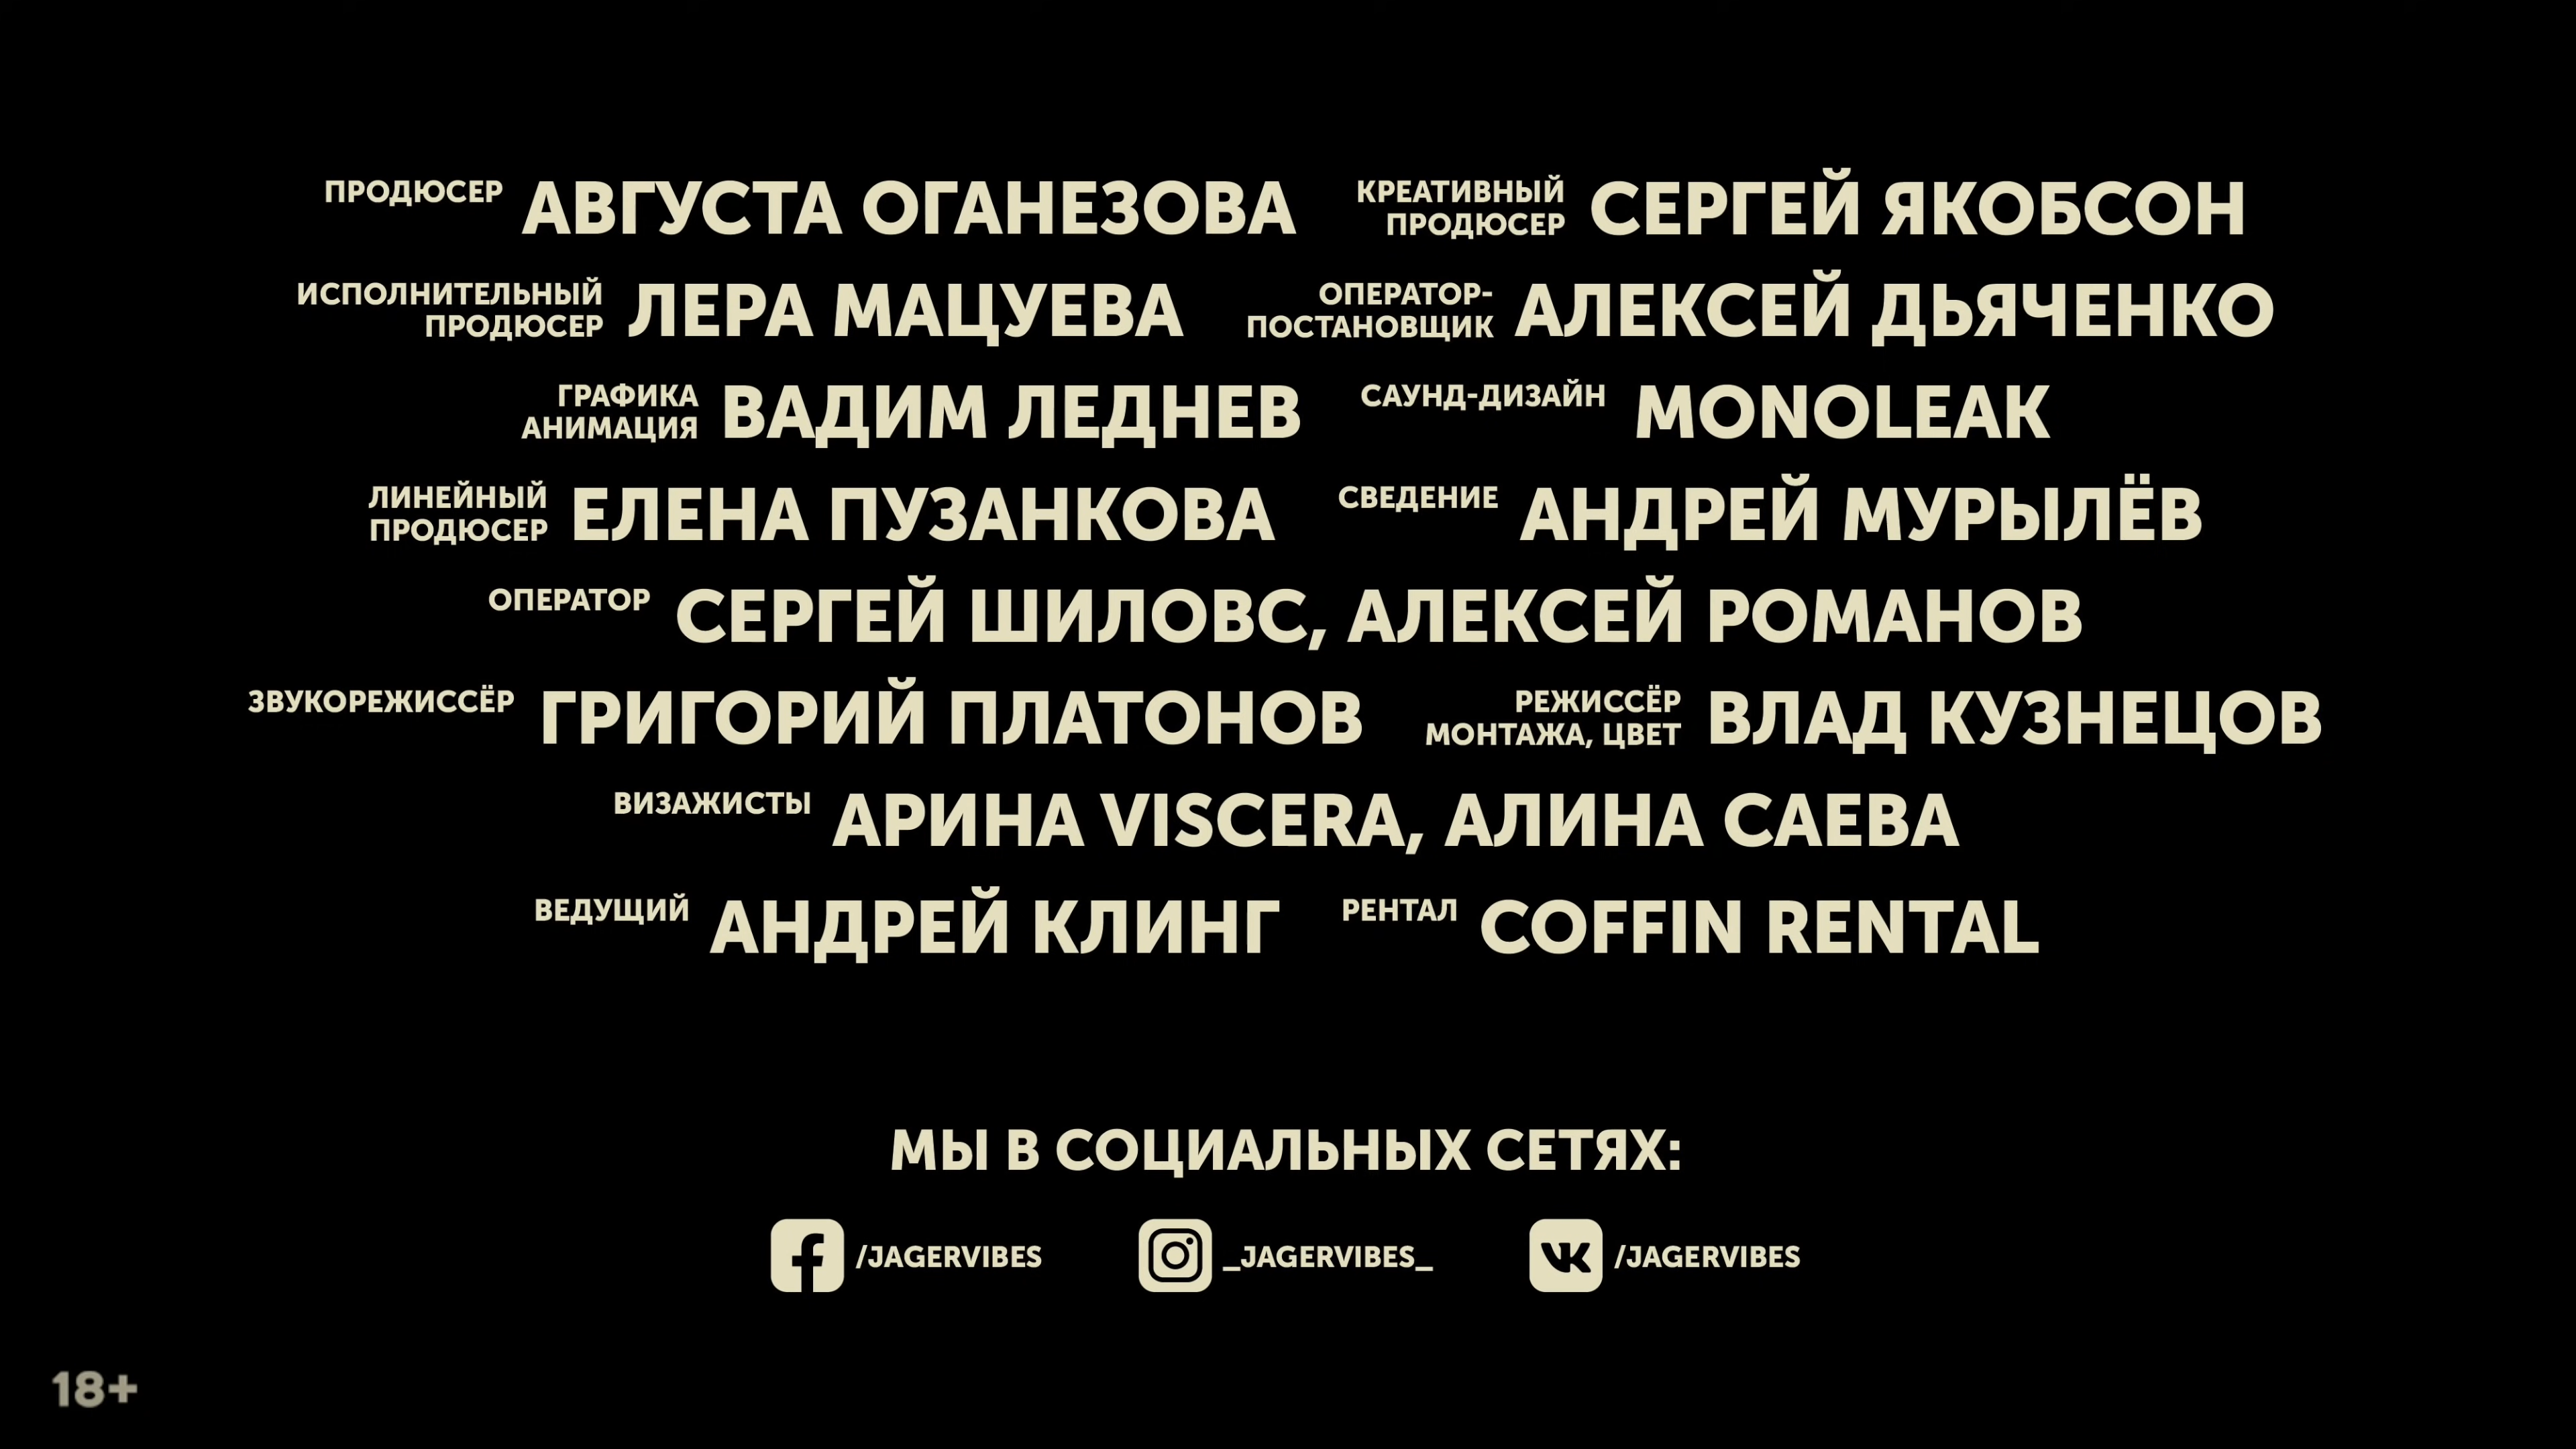 ПРОДЮСЕР АВГУСТА ОГАНЕЗОВА КРЕАТИВНЫЙ ПРОДЮСЕР СЕРГЕЙ ЯКОБСОН
ИСПОЛНИТЕЛЬНЫЙ ПРОДЮСЕР ЛЕРА МАЦУЕВА ОПЕРАТОР-ПОСТАНОВЩИК АЛЕКСЕЙ ДЬЯЧЕНКО
ГРАФИКА АНИМАЦИЯ ВАДИМ ЛЕДНЕВ САУНД-ДИЗАЙН MONOLEAK
ЛИНЕЙНЫЙ ПРОДЮСЕР ЕЛЕНА ПУЗАНКОВА СВЕДЕНИЕ АНДРЕЙ МУРЫЛЁВ
ОПЕРАТОР СЕРГЕЙ ШИЛОВС, АЛЕКСЕЙ РОМАНОВ
ЗВУКОРЕЖИССЁР ГРИГОРИЙ ПЛАТОНОВ РЕЖИССЁР МОНТАЖА, ЦВЕТ ВЛАД КУЗНЕЦОВ
ВИЗАЖИСТЫ АРИНА VISCERA, АЛИНА САЕВА
ВЕДУЩИЙ АНДРЕЙ КЛИНГ РЕНТАЛ COFFIN RENTAL
МЫ В СОЦИАЛЬНЫХ СЕТЯХ:
/JAGERVIBES _JAGERVIBES_ /JAGERVIBES
18+